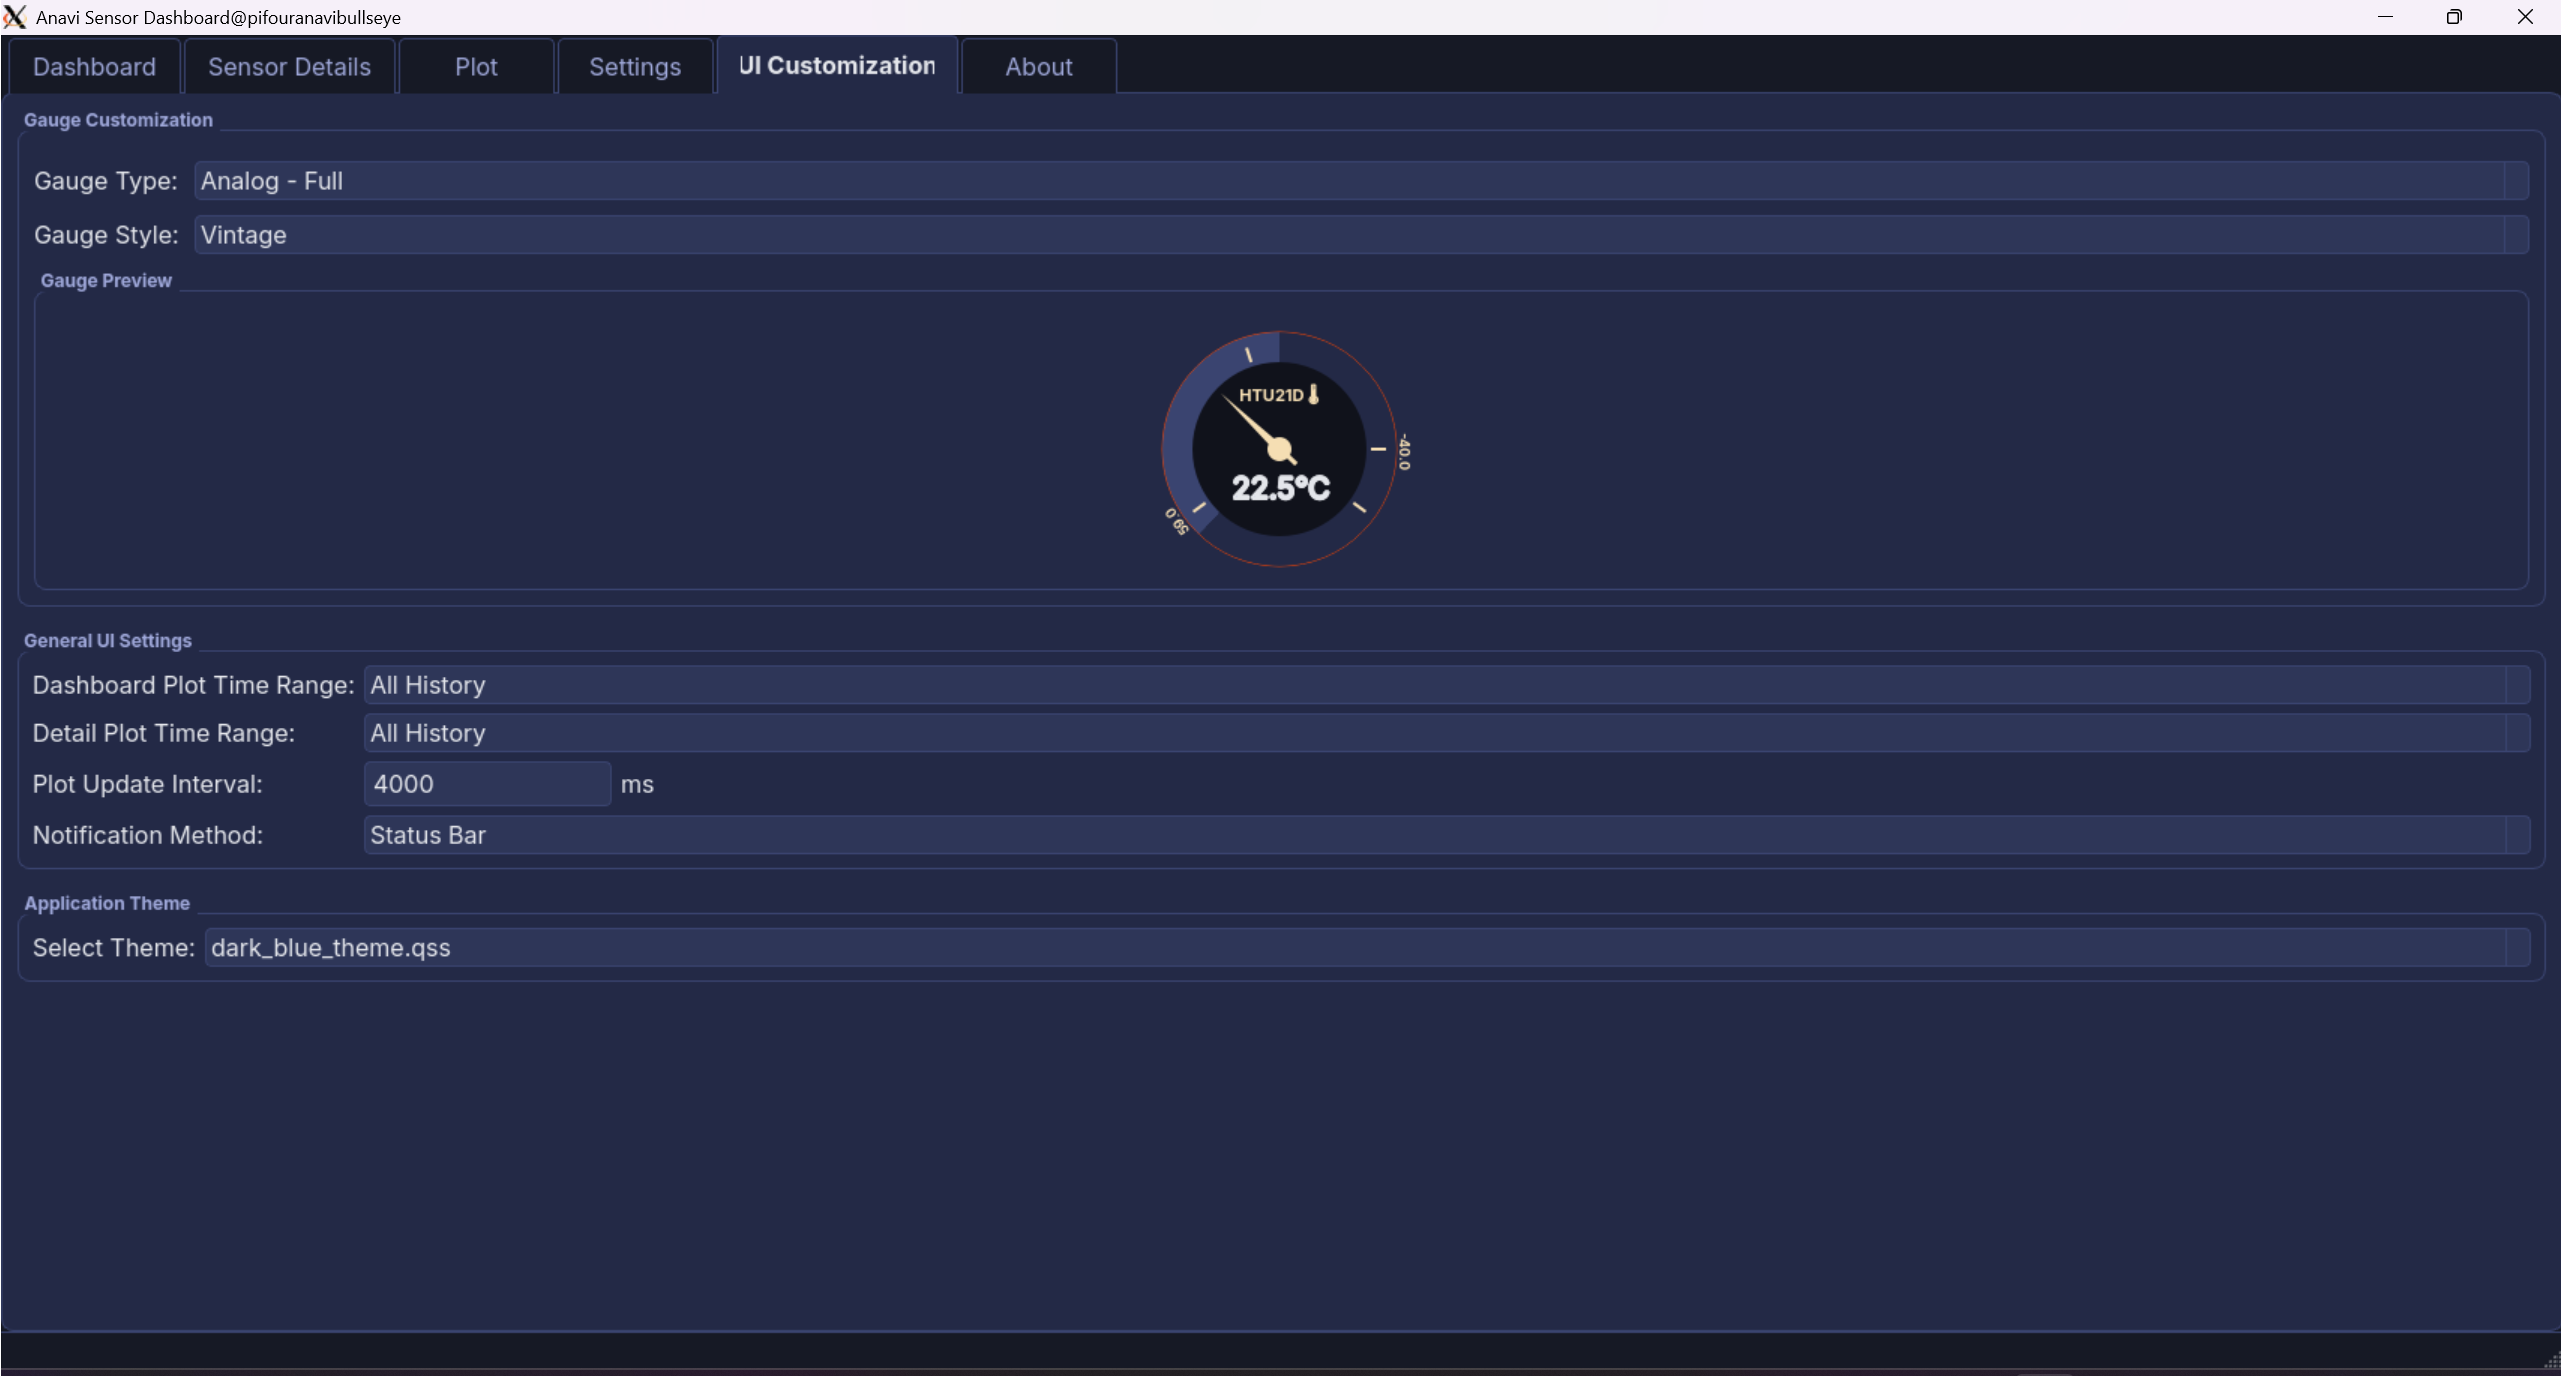 Anavi Sensor Dashboard@pifouranavibullseye
Dashboard Sensor Details Plot Settings UI Customization About
Gauge Customization
Gauge Type: Analog - Full
Gauge Style: Vintage
Gauge Preview
HTU21D
-40.0
22.5°C
59.0
General UI Settings
Dashboard Plot Time Range: All History
Detail Plot Time Range: All History
Plot Update Interval: 4000 ms
Notification Method: Status Bar
Application Theme
Select Theme: dark_blue_theme.qss